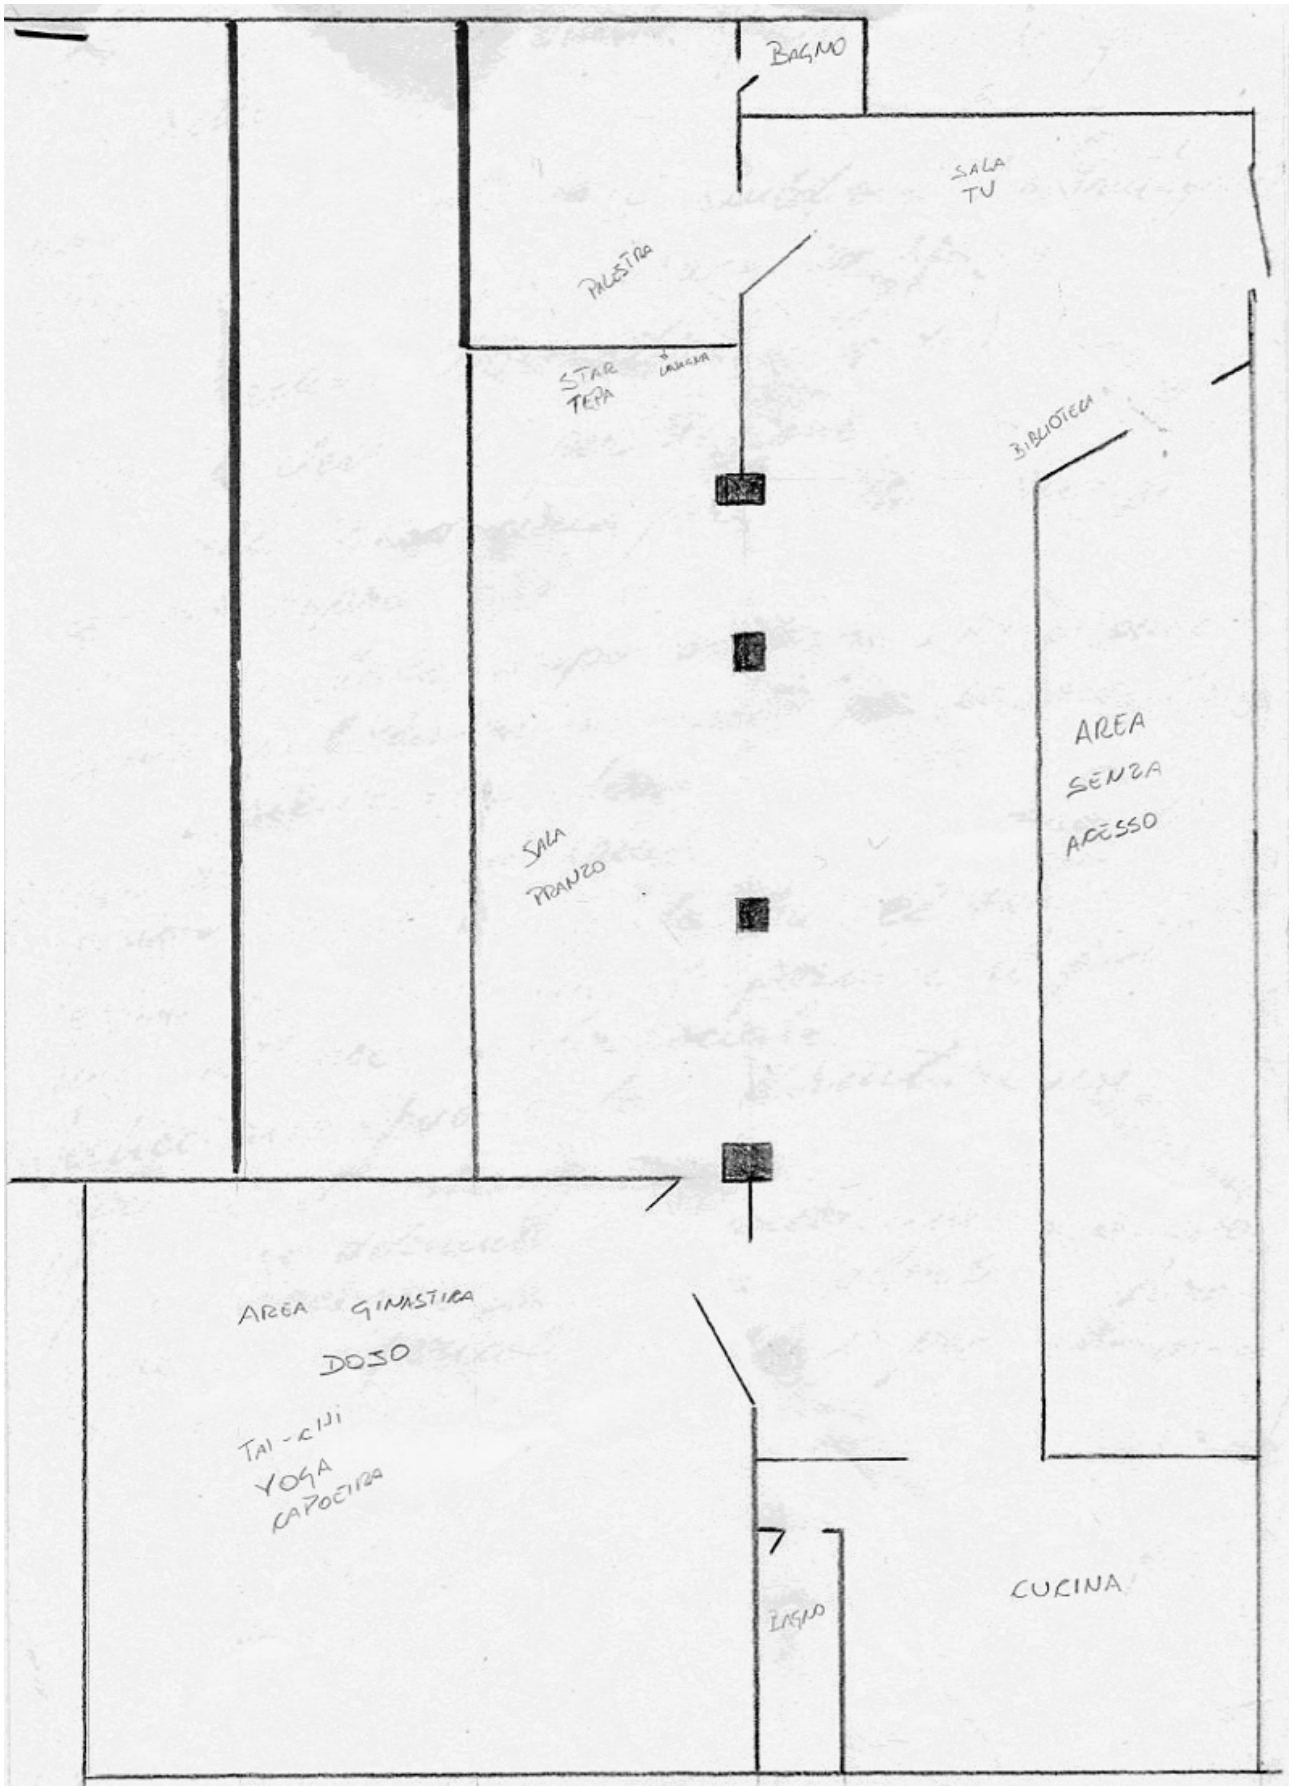 BAGNO
SALA
TV
PALESTRA
STAR
TEPA
BIBLIOTECA
AREA
SENZA
ACESSO
SALA
PRANZO
AREA GINASTICA
DOJO
TAI-CHI
YOGA
CAPOEIRA
CUCINA
BAGNO